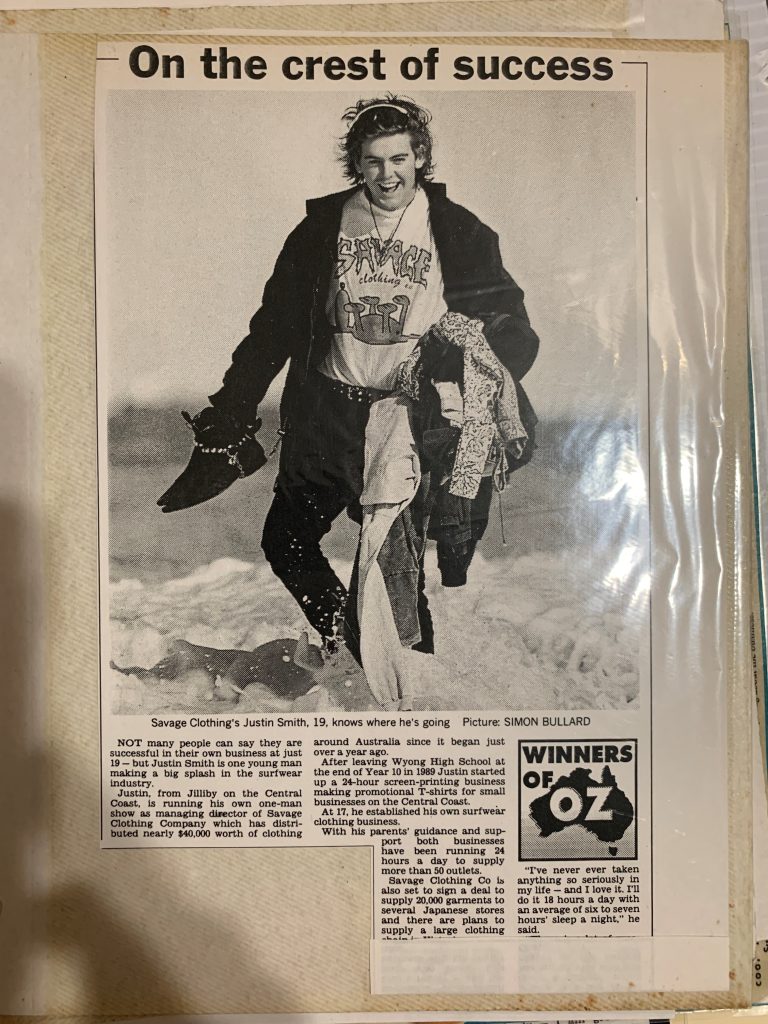 On the crest of success
SAVAGE
clothing co
Savage Clothing's Justin Smith, 19, knows where he's going Picture: SIMON BULLARD
NOT many people can say they are
successful in their own business at just
19 — but Justin Smith is one young man
making a big splash in the surfwear
industry.
Justin, from Jilliby on the Central
Coast, is running his own one-man
show as managing director of Savage
Clothing Company which has distri-
buted nearly $40,000 worth of clothing
around Australia since it began just
over a year ago.
After leaving Wyong High School at
the end of Year 10 in 1989 Justin started
up a 24-hour screen-printing business
making promotional T-shirts for small
businesses on the Central Coast.
At 17, he established his own surfwear
clothing business.
With his parents' guidance and sup-
port both businesses
have been running 24
hours a day to supply
more than 50 outlets.
Savage Clothing Co is
also set to sign a deal to
supply 20,000 garments to
several Japanese stores
and there are plans to
supply a large clothing
WINNERS
OF
OZ
"I've never ever taken
anything so seriously in
my life — and I love it. I'll
do it 18 hours a day with
an average of six to seven
hours' sleep a night," he
said.